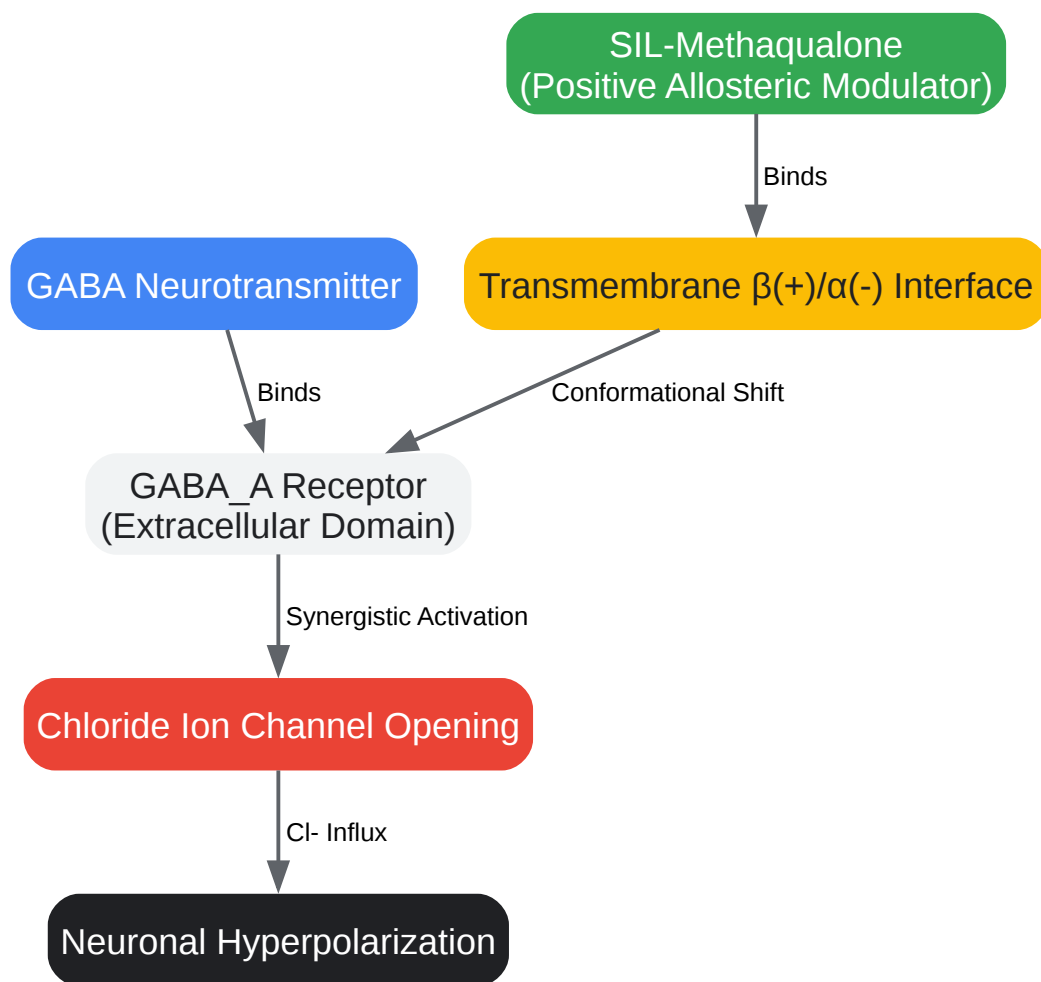 SIL-Methaqualone
(Positive Allosteric Modulator)
Binds
GABA Neurotransmitter
Transmembrane β(+)/α(-) Interface
Binds
Conformational Shift
GABA_A Receptor
(Extracellular Domain)
Synergistic Activation
Chloride Ion Channel Opening
Cl- Influx
Neuronal Hyperpolarization